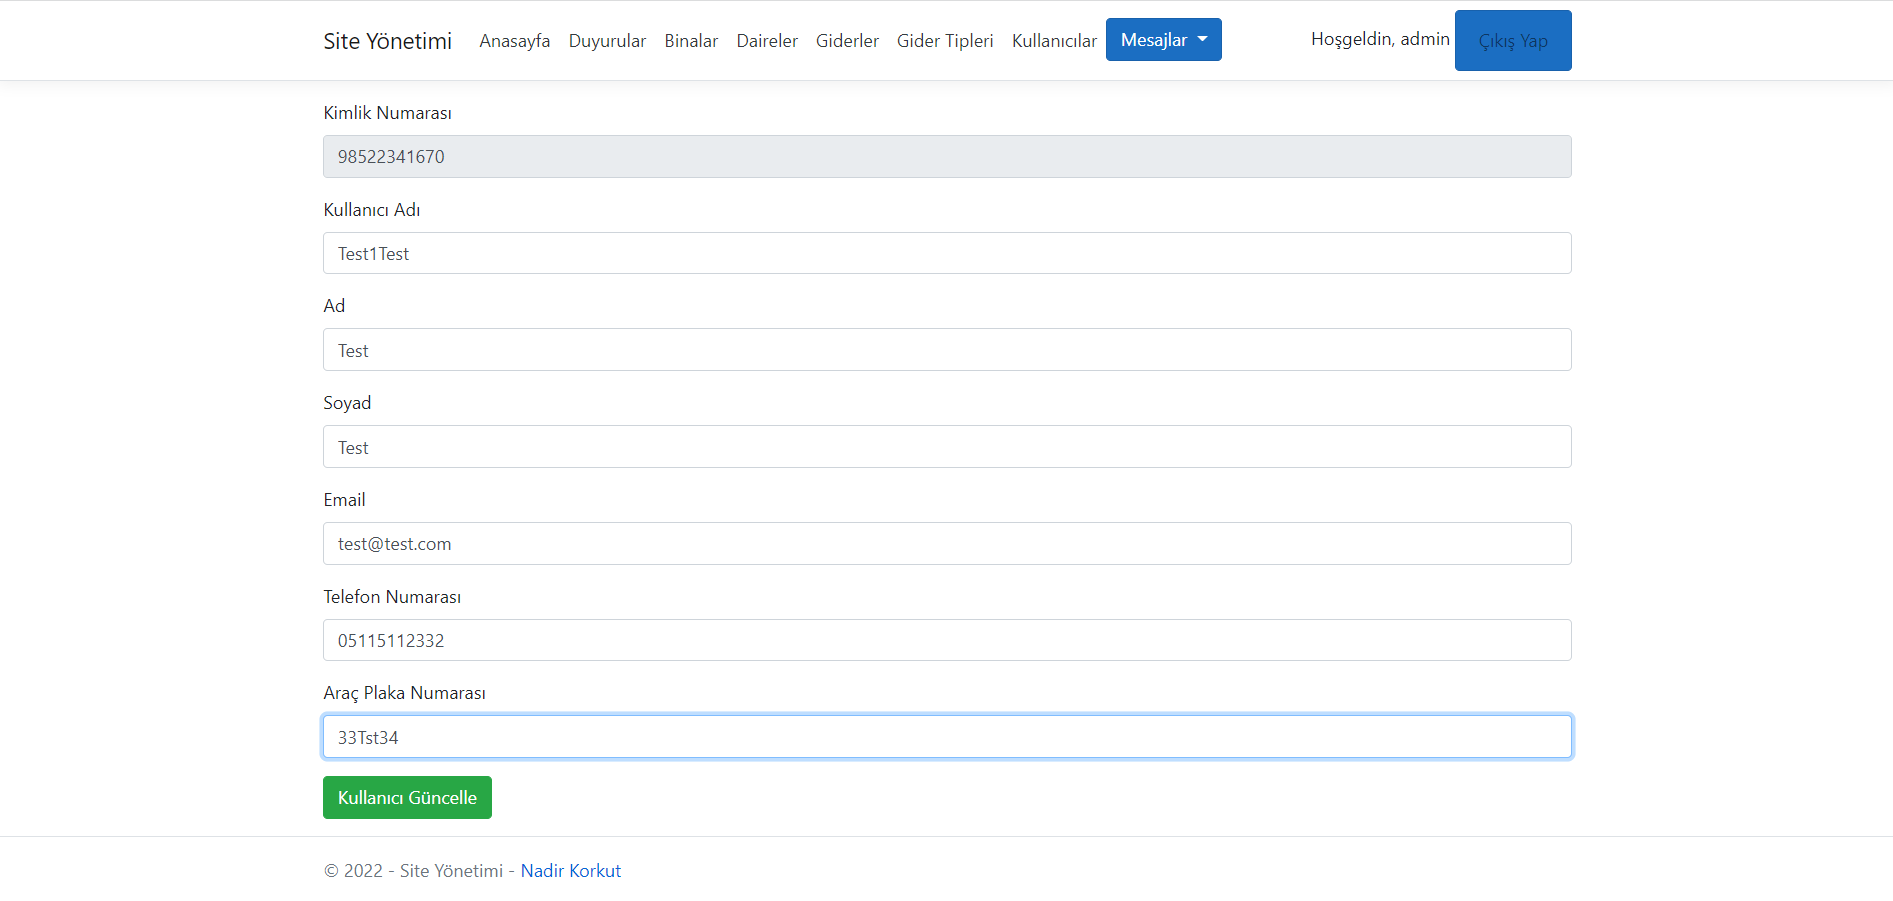 Site Yönetimi Anasayfa Duyurular Binalar Daireler Giderler Gider Tipleri Kullanıcılar Mesajlar Hoşgeldin, admin Çıkış Yap
Kimlik Numarası
98522341670
Kullanıcı Adı
Test1Test
Ad
Test
Soyad
Test
Email
test@test.com
Telefon Numarası
05115112332
Araç Plaka Numarası
33Tst34
Kullanıcı Güncelle
© 2022 - Site Yönetimi - Nadir Korkut